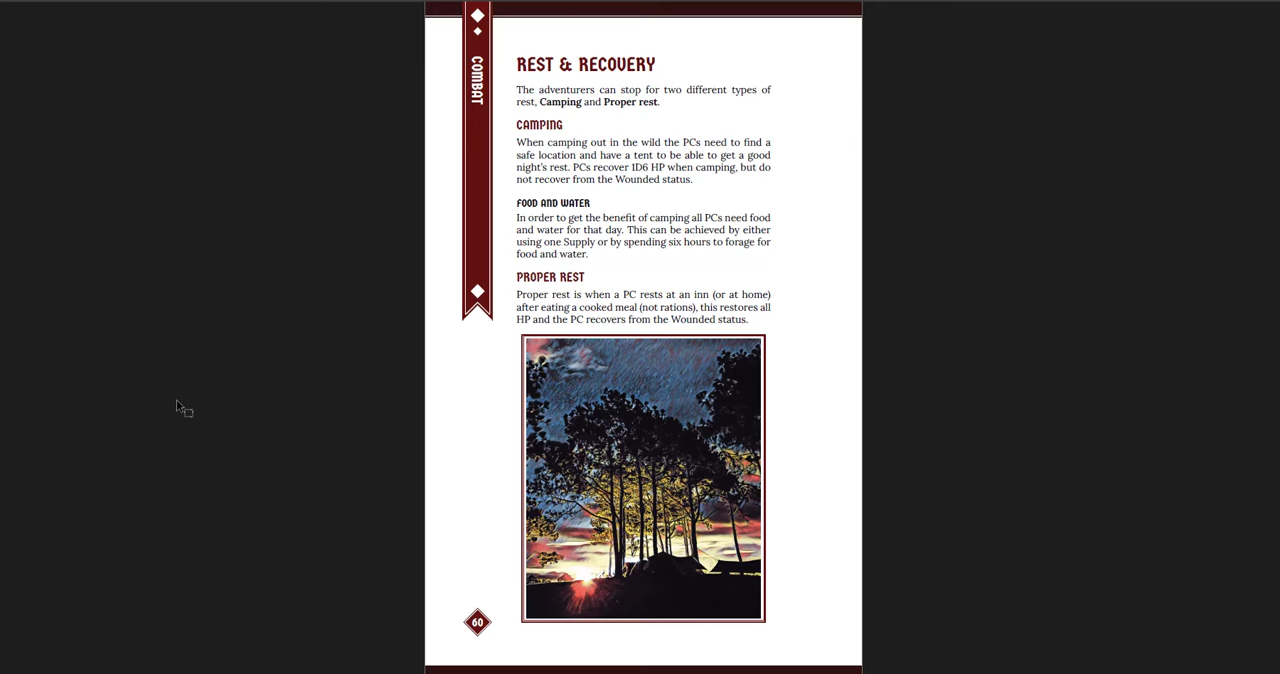 COMBAT
REST & RECOVERY
The adventurers can stop for two different types of
rest, Camping and Proper rest.
CAMPING
When camping out in the wild the PCs need to find a
safe location and have a tent to be able to get a good
night's rest. PCs recover 1D6 HP when camping, but do
not recover from the Wounded status.
FOOD AND WATER
In order to get the benefit of camping all PCs need food
and water for that day. This can be achieved by either
using one Supply or by spending six hours to forage for
food and water.
PROPER REST
Proper rest is when a PC rests at an inn (or at home)
after eating a cooked meal (not rations), this restores all
HP and the PC recovers from the Wounded status.
60